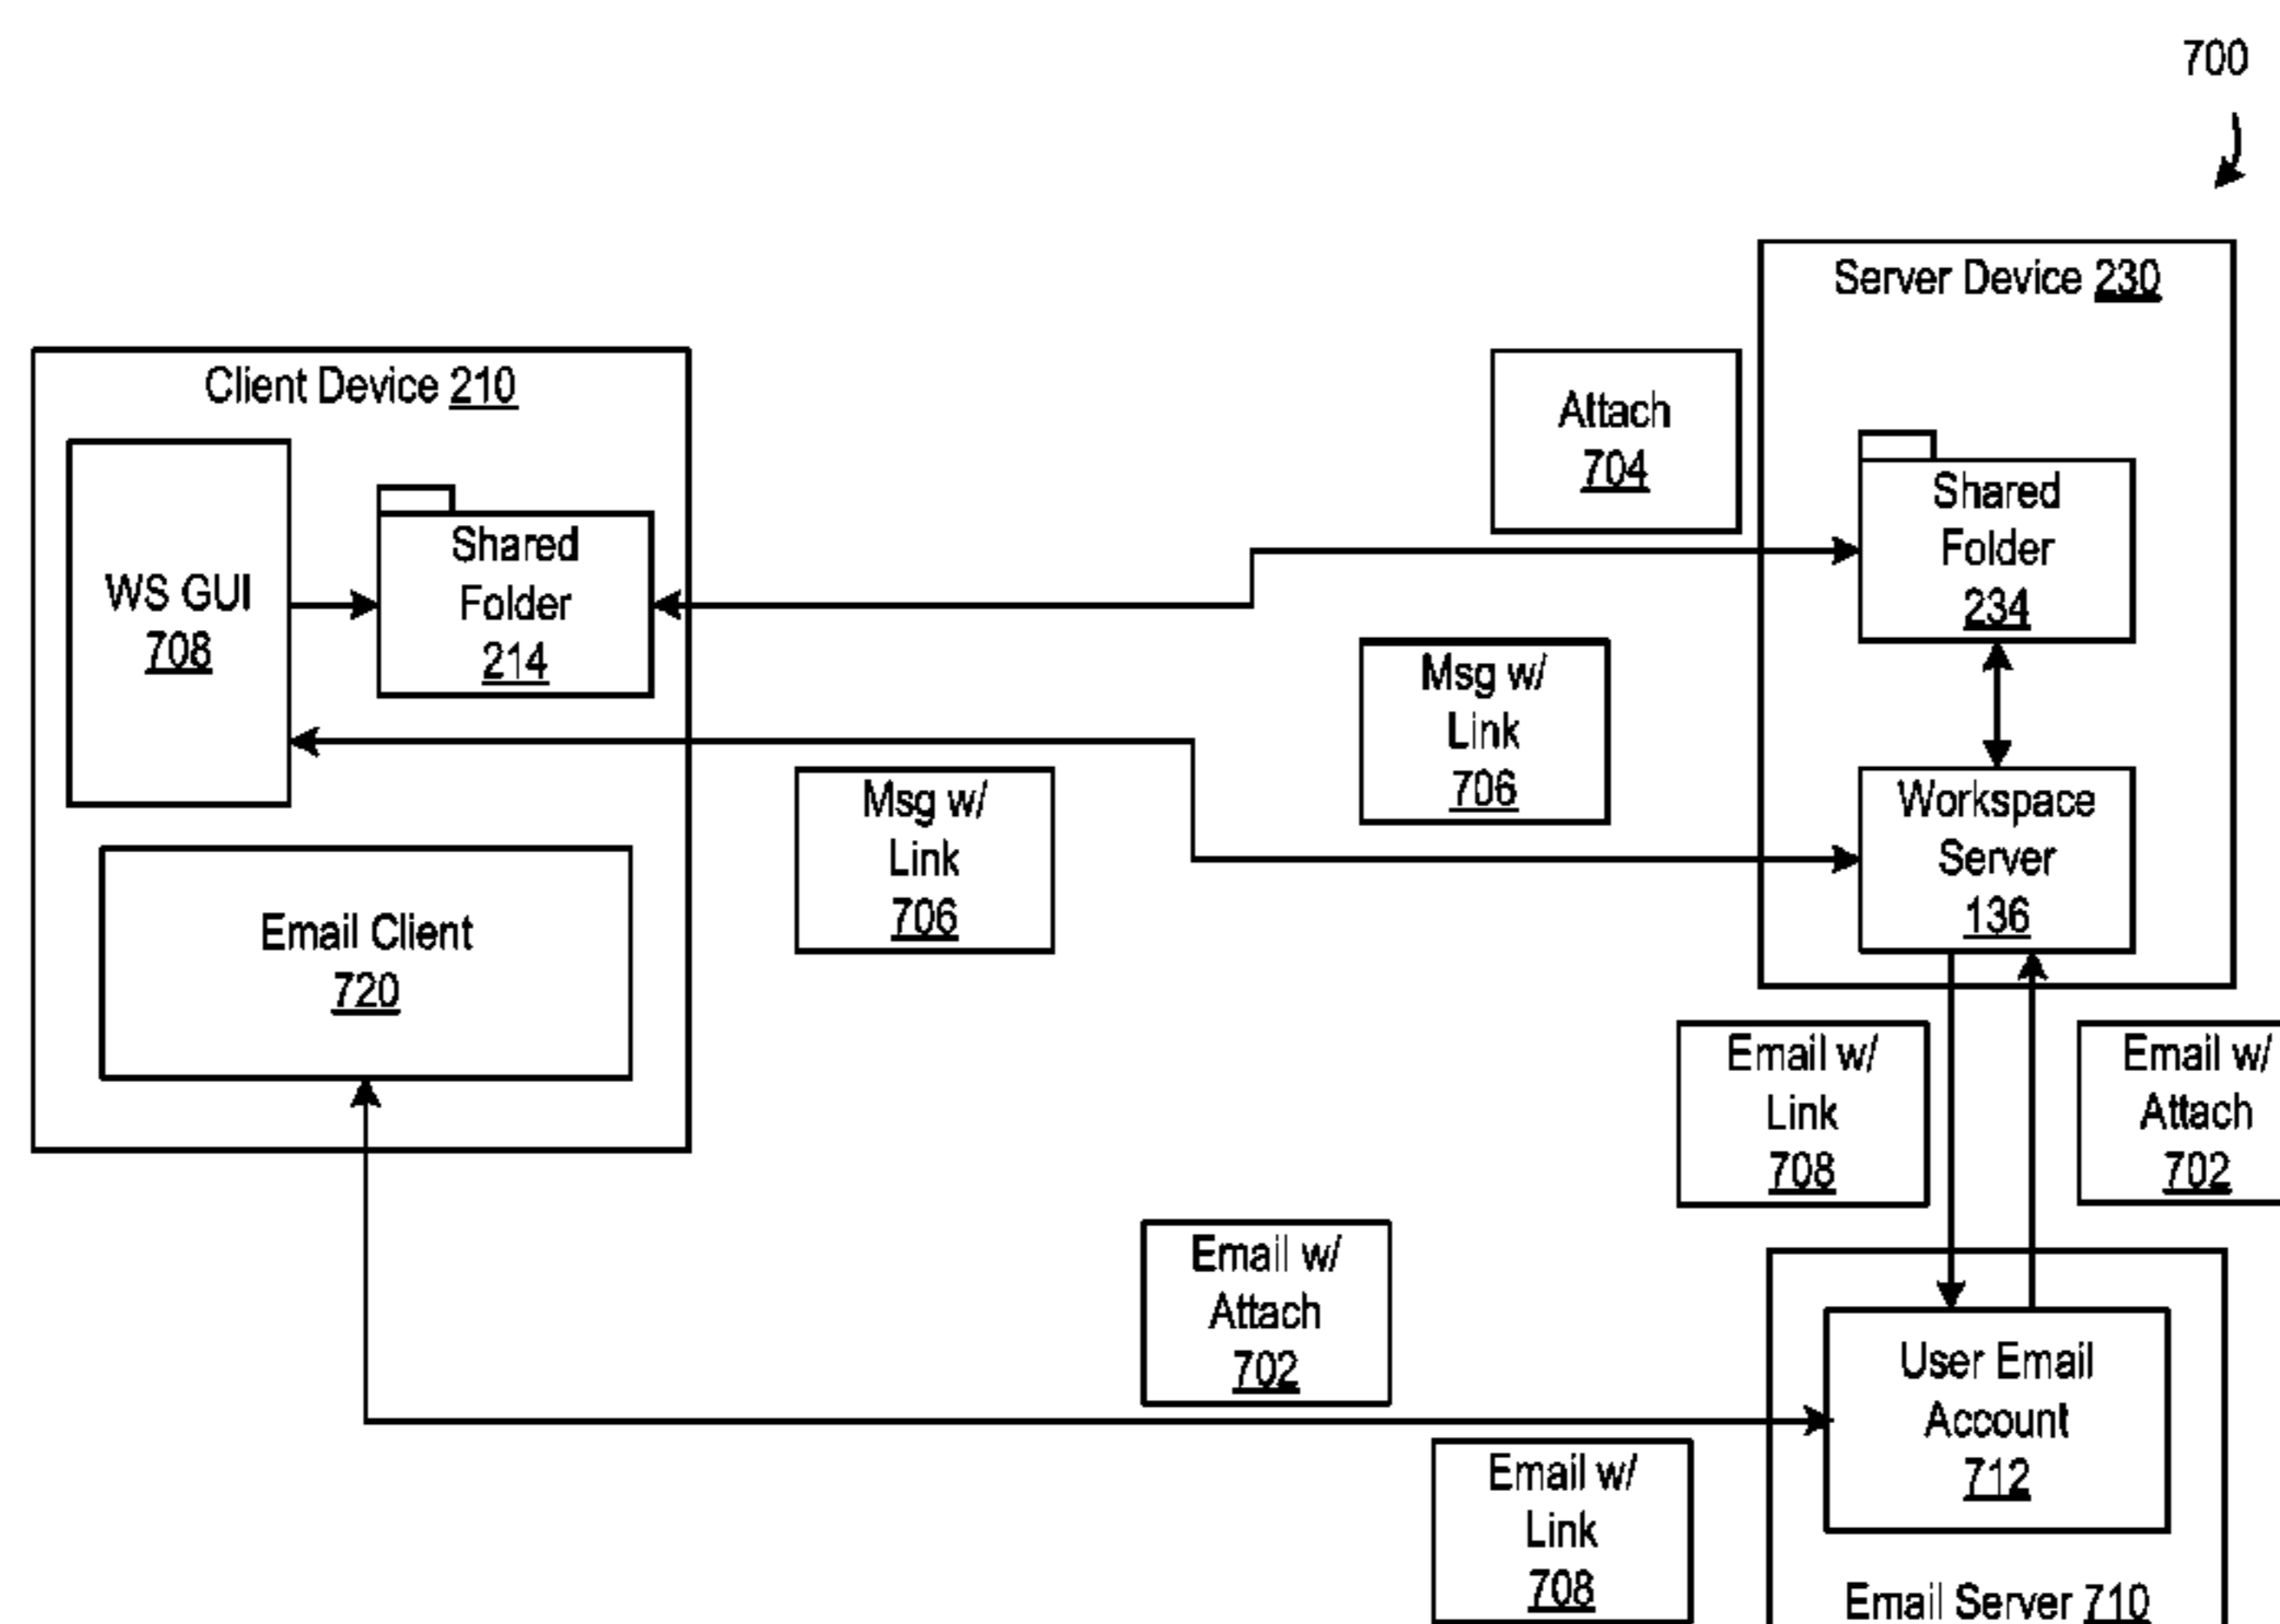 700
Server Device 230
Client Device 210
Attach
704
Shared
Folder
234
WS GUI
708
Shared
Folder
214
Msg w/
Link
706
Msg w/
Link
706
Workspace
Server
136
Email Client
720
Email w/
Link
708
Email w/
Attach
702
Email w/
Attach
702
User Email
Account
712
Email w/
Link
708
Email Server 710